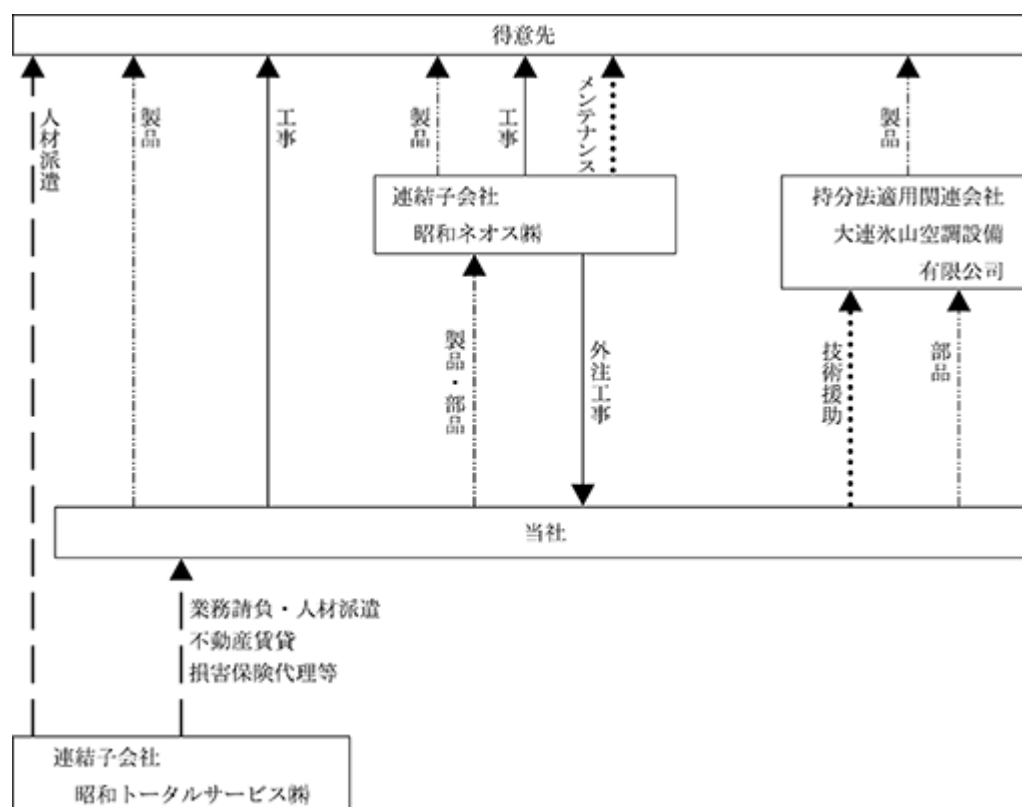 得意先
人材派遣
製品
工事
製品
工事
メンテナンス
製品
連結子会社
昭和ネオス㈱
持分法適用関連会社
大連氷山空調設備
有限公司
製品・部品
外注工事
技術援助
部品
当社
業務請負・人材派遣
不動産賃貸
損害保険代理等
連結子会社
昭和トータルサービス㈱